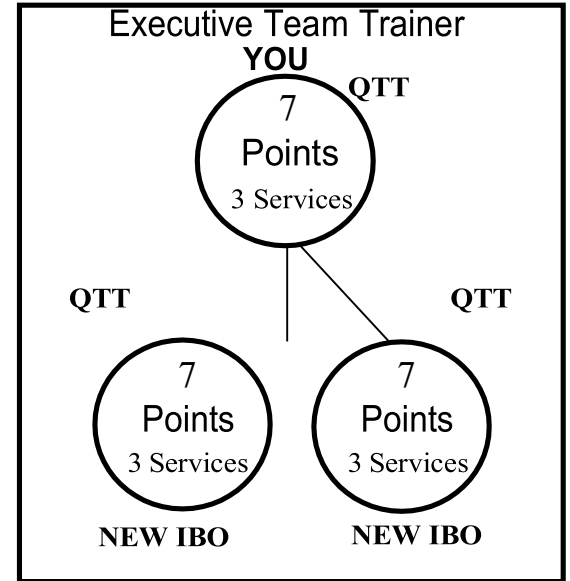 Executive Team Trainer
YOU
QTT
7
Points
3 Services
QTT
QTT
7
Points
3 Services
7
Points
3 Services
NEW IBO
NEW IBO